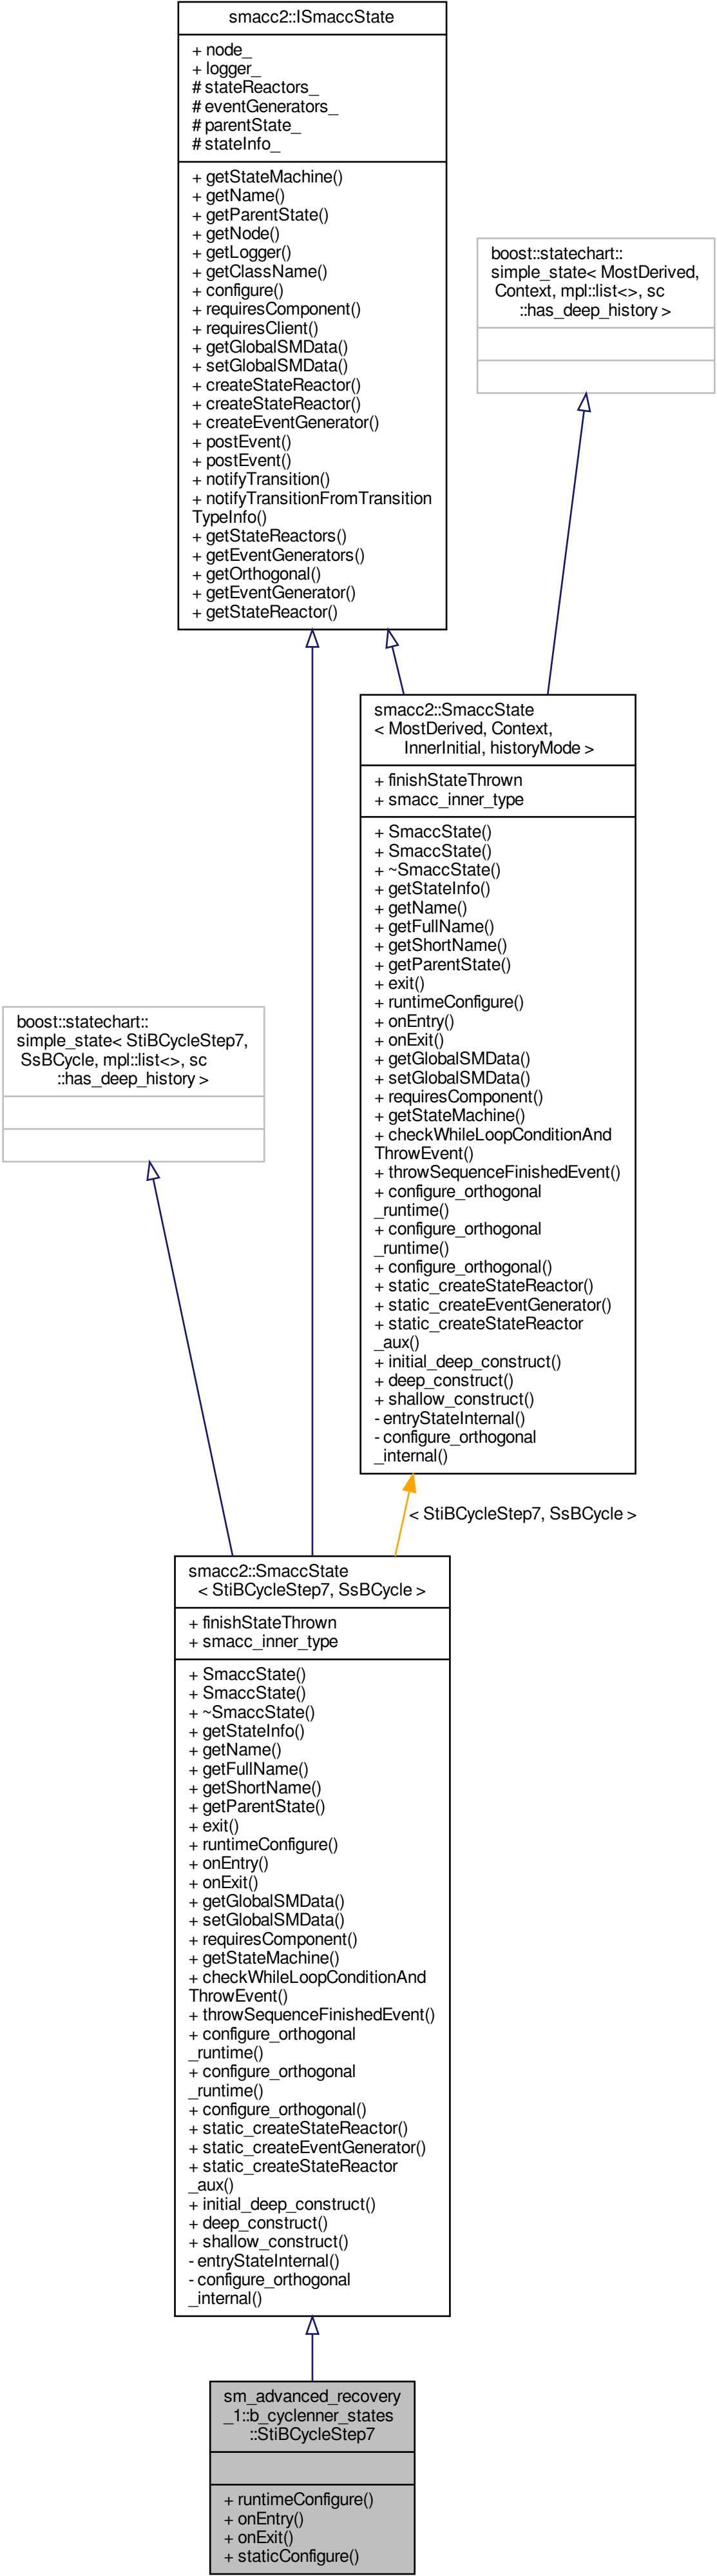 smacc2::ISmaccState
+ node_
+ logger_
# stateReactors_
# eventGenerators_
# parentState_
# stateInfo_
+ getStateMachine()
+ getName()
+ getParentState()
+ getNode()
+ getLogger()
+ getClassName()
+ configure()
+ requiresComponent()
+ requiresClient()
+ getGlobalSMData()
+ setGlobalSMData()
+ createStateReactor()
+ createStateReactor()
+ createEventGenerator()
+ postEvent()
+ postEvent()
+ notifyTransition()
+ notifyTransitionFromTransition
TypeInfo()
+ getStateReactors()
+ getEventGenerators()
+ getOrthogonal()
+ getEventGenerator()
+ getStateReactor()
boost::statechart::
simple_state< MostDerived,
Context, mpl::list<>, sc
::has_deep_history >
smacc2::SmaccState
< MostDerived, Context,
InnerInitial, historyMode >
+ finishStateThrown
+ smacc_inner_type
+ SmaccState()
+ SmaccState()
+ ~SmaccState()
+ getStateInfo()
+ getName()
+ getFullName()
+ getShortName()
+ getParentState()
+ exit()
+ runtimeConfigure()
+ onEntry()
+ onExit()
+ getGlobalSMData()
+ setGlobalSMData()
+ requiresComponent()
+ getStateMachine()
+ checkWhileLoopConditionAnd
ThrowEvent()
+ throwSequenceFinishedEvent()
+ configure_orthogonal
_runtime()
+ configure_orthogonal
_runtime()
+ configure_orthogonal()
+ static_createStateReactor()
+ static_createEventGenerator()
+ static_createStateReactor
_aux()
+ initial_deep_construct()
+ deep_construct()
+ shallow_construct()
- entryStateInternal()
- configure_orthogonal
_internal()
boost::statechart::
simple_state< StiBCycleStep7,
SsBCycle, mpl::list<>, sc
::has_deep_history >
< StiBCycleStep7, SsBCycle >
smacc2::SmaccState
< StiBCycleStep7, SsBCycle >
+ finishStateThrown
+ smacc_inner_type
+ SmaccState()
+ SmaccState()
+ ~SmaccState()
+ getStateInfo()
+ getName()
+ getFullName()
+ getShortName()
+ getParentState()
+ exit()
+ runtimeConfigure()
+ onEntry()
+ onExit()
+ getGlobalSMData()
+ setGlobalSMData()
+ requiresComponent()
+ getStateMachine()
+ checkWhileLoopConditionAnd
ThrowEvent()
+ throwSequenceFinishedEvent()
+ configure_orthogonal
_runtime()
+ configure_orthogonal
_runtime()
+ configure_orthogonal()
+ static_createStateReactor()
+ static_createEventGenerator()
+ static_createStateReactor
_aux()
+ initial_deep_construct()
+ deep_construct()
+ shallow_construct()
- entryStateInternal()
- configure_orthogonal
_internal()
sm_advanced_recovery
_1::b_cyclenner_states
::StiBCycleStep7
+ runtimeConfigure()
+ onEntry()
+ onExit()
+ staticConfigure()